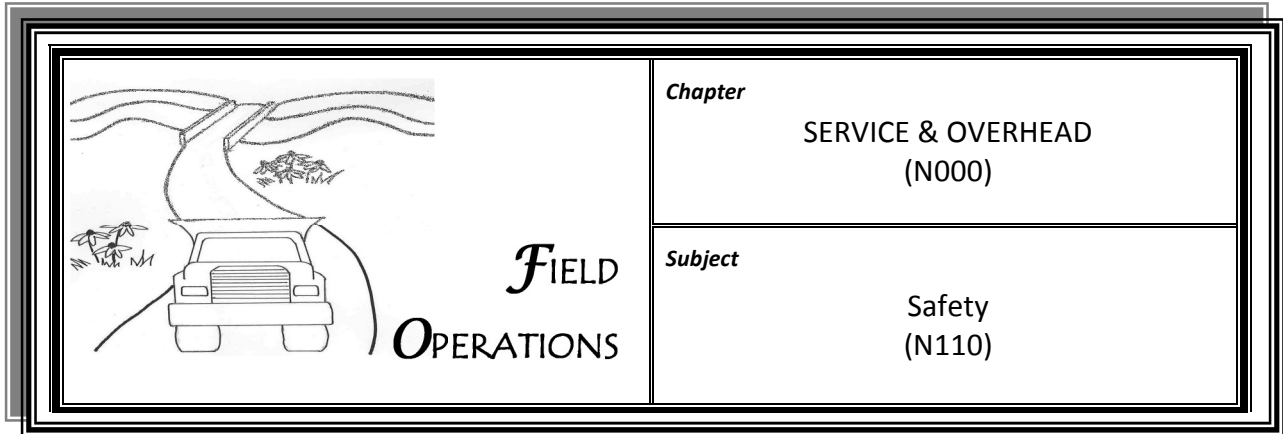 FIELD
OPERATIONS
Chapter
SERVICE & OVERHEAD
(N000)
Subject
Safety
(N110)